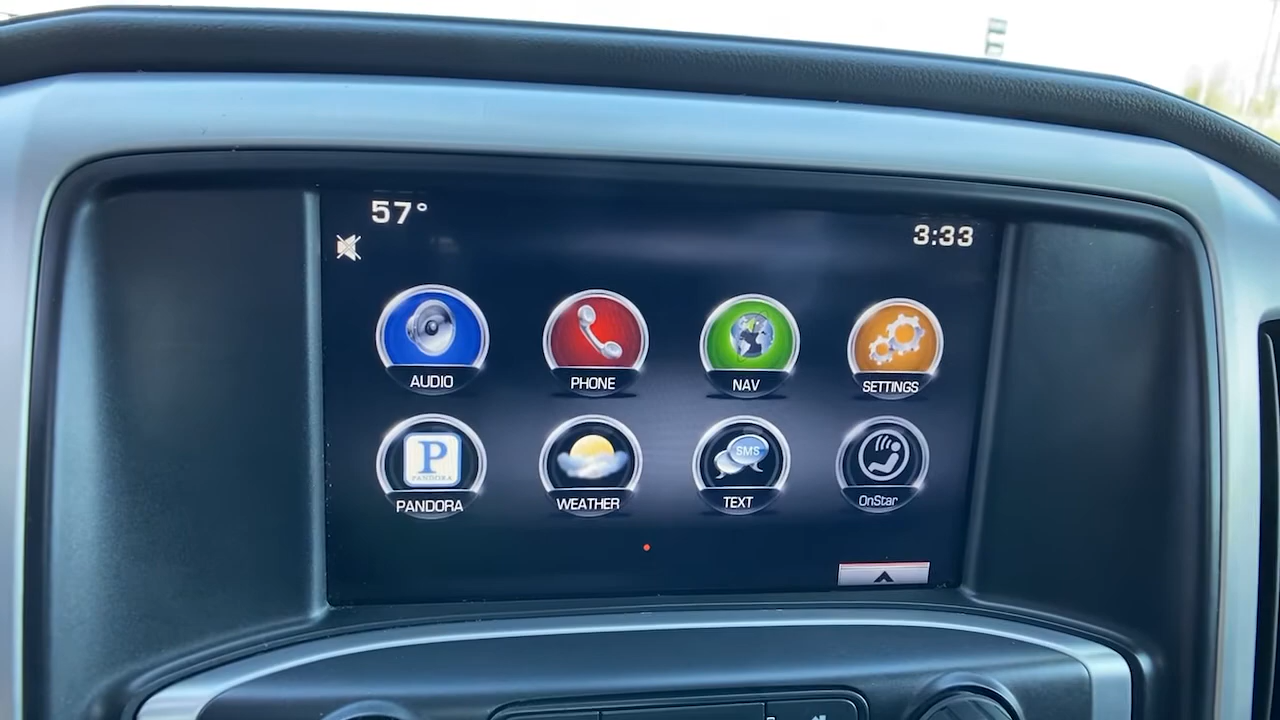 57°
3:33
AUDIO
PHONE
NAV
SETTINGS
P
PANDORA
SMS
PANDORA
WEATHER
TEXT
OnStar